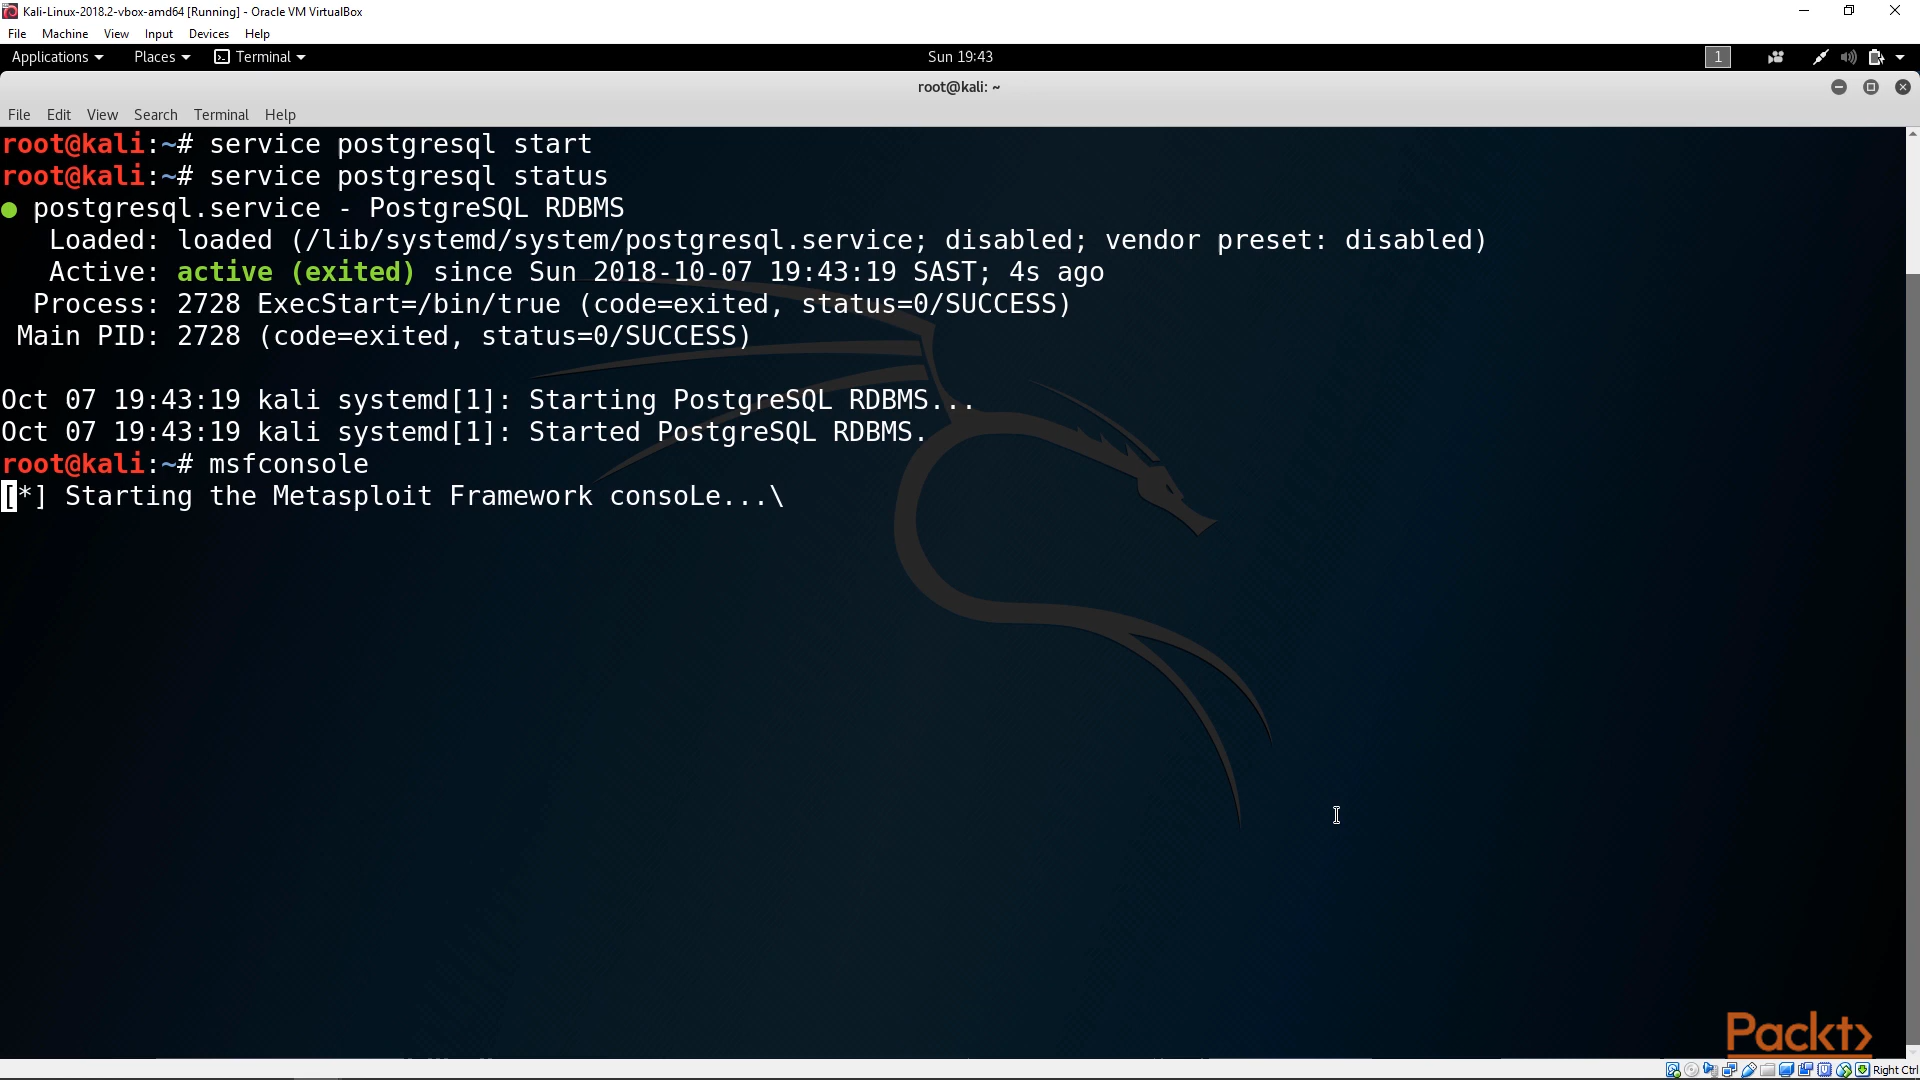 Kali-Linux-2018.2-vbox-amd64 [Running] - Oracle VM VirtualBox
File Machine View Input Devices Help
Applications Places Terminal Sun 19:43 1
root@kali: ~
File Edit View Search Terminal Help
root@kali:~# service postgresql start
root@kali:~# service postgresql status
● postgresql.service - PostgreSQL RDBMS
   Loaded: loaded (/lib/systemd/system/postgresql.service; disabled; vendor preset: disabled)
   Active: active (exited) since Sun 2018-10-07 19:43:19 SAST; 4s ago
  Process: 2728 ExecStart=/bin/true (code=exited, status=0/SUCCESS)
 Main PID: 2728 (code=exited, status=0/SUCCESS)
Oct 07 19:43:19 kali systemd[1]: Starting PostgreSQL RDBMS...
Oct 07 19:43:19 kali systemd[1]: Started PostgreSQL RDBMS.
root@kali:~# msfconsole
[*] Starting the Metasploit Framework consoLe...\
Packt>
Right Ctrl